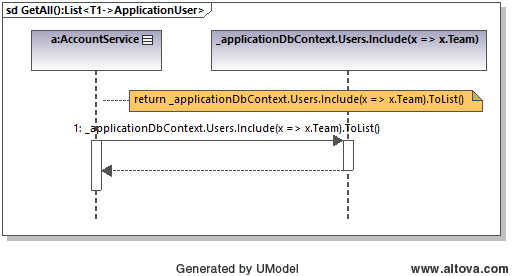 sd GetAll():List<T1->ApplicationUser>
a:AccountService
_applicationDbContext.Users.Include(x => x.Team)
return _applicationDbContext.Users.Include(x => x.Team).ToList()
1: _applicationDbContext.Users.Include(x => x.Team).ToList()
Generated by UModel
www.altova.com